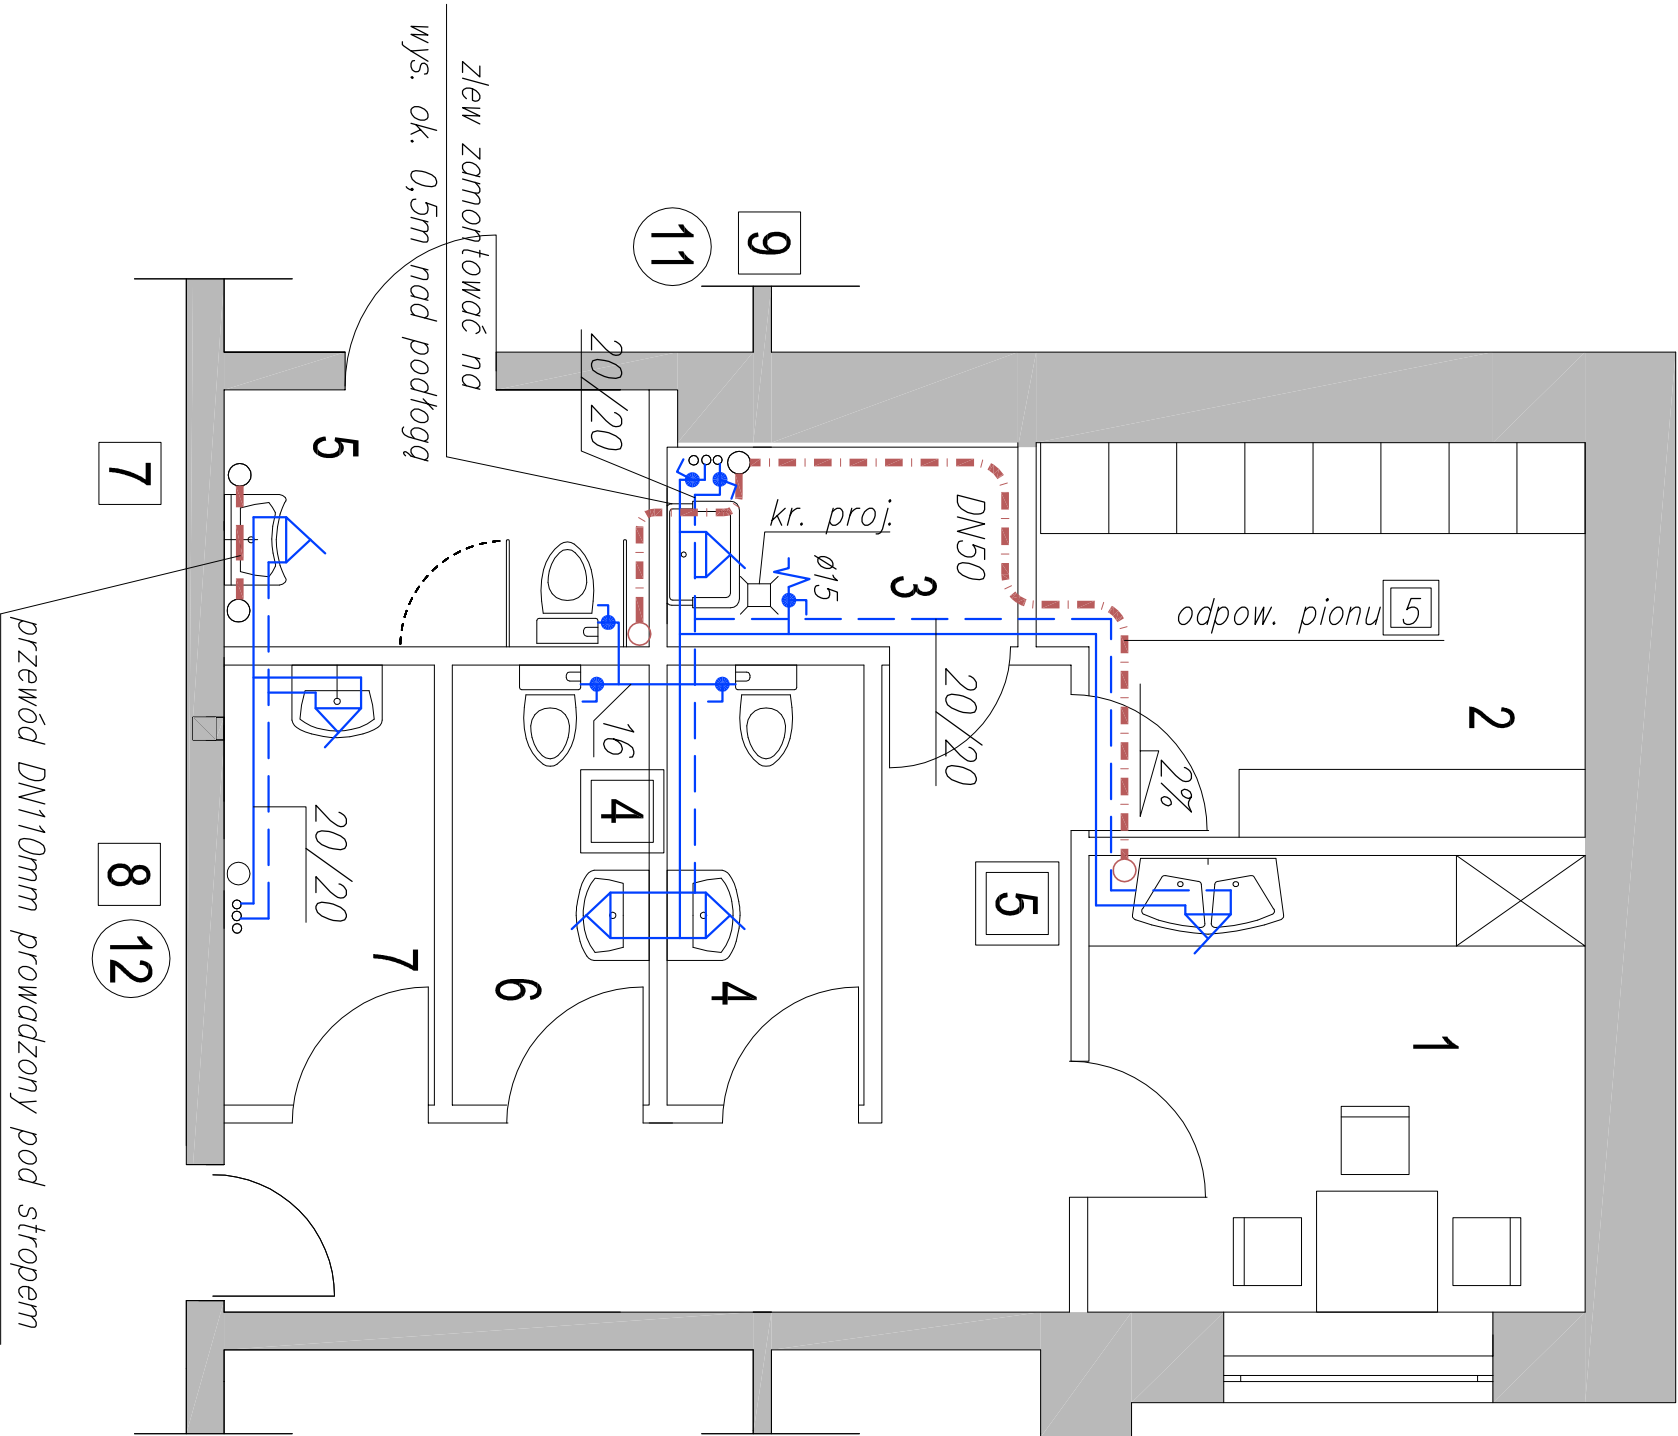 zlew zamontować na
wys. ok. 0,5m nad podłogą
11
9
20/20
5
7
kr. proj.
ø15
DN50
3
odpow. pionu 5
2
2%
20/20
16
4
5
20/20
8
12
7
6
4
1
przewód DN110mm prowadzony pod stropem